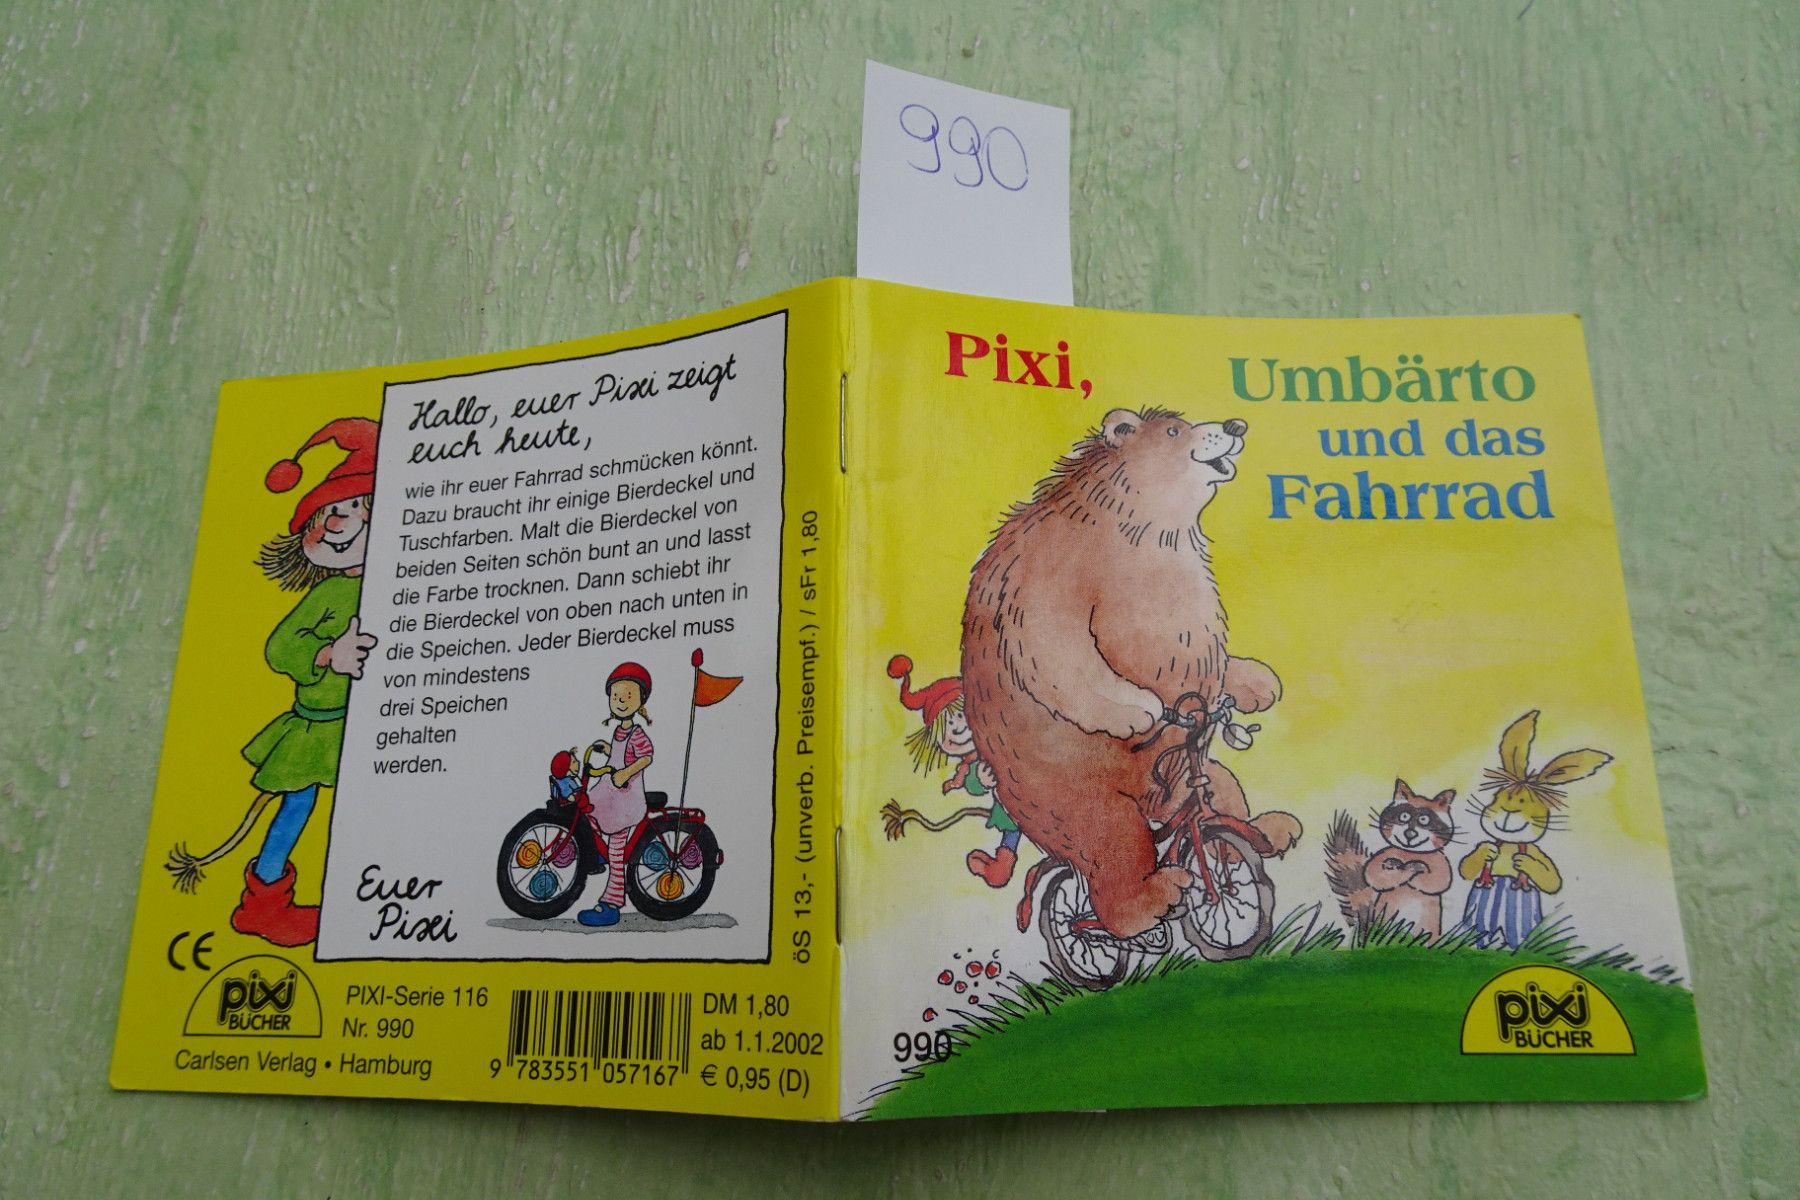 990
Hallo, euer Pixi zeigt
euch heute,
wie ihr euer Fahrrad schmücken könnt.
Dazu braucht ihr einige Bierdeckel und
Tuschfarben. Malt die Bierdeckel von
beiden Seiten schön bunt an und lasst
die Farbe trocknen. Dann schiebt ihr
die Bierdeckel von oben nach unten in
die Speichen. Jeder Bierdeckel muss
von mindestens
drei Speichen
gehalten
werden.
Euer
Pixi
CE
pixi
BÜCHER
PIXI-Serie 116
Nr. 990
Carlsen Verlag • Hamburg
9 783551 057167
DM 1,80
ab 1.1.2002
€ 0,95 (D)
öS 13,- (unverb. Preisempf.) / sFr 1,80
Pixi,
Umbärto
und das
Fahrrad
990
pixi
BÜCHER